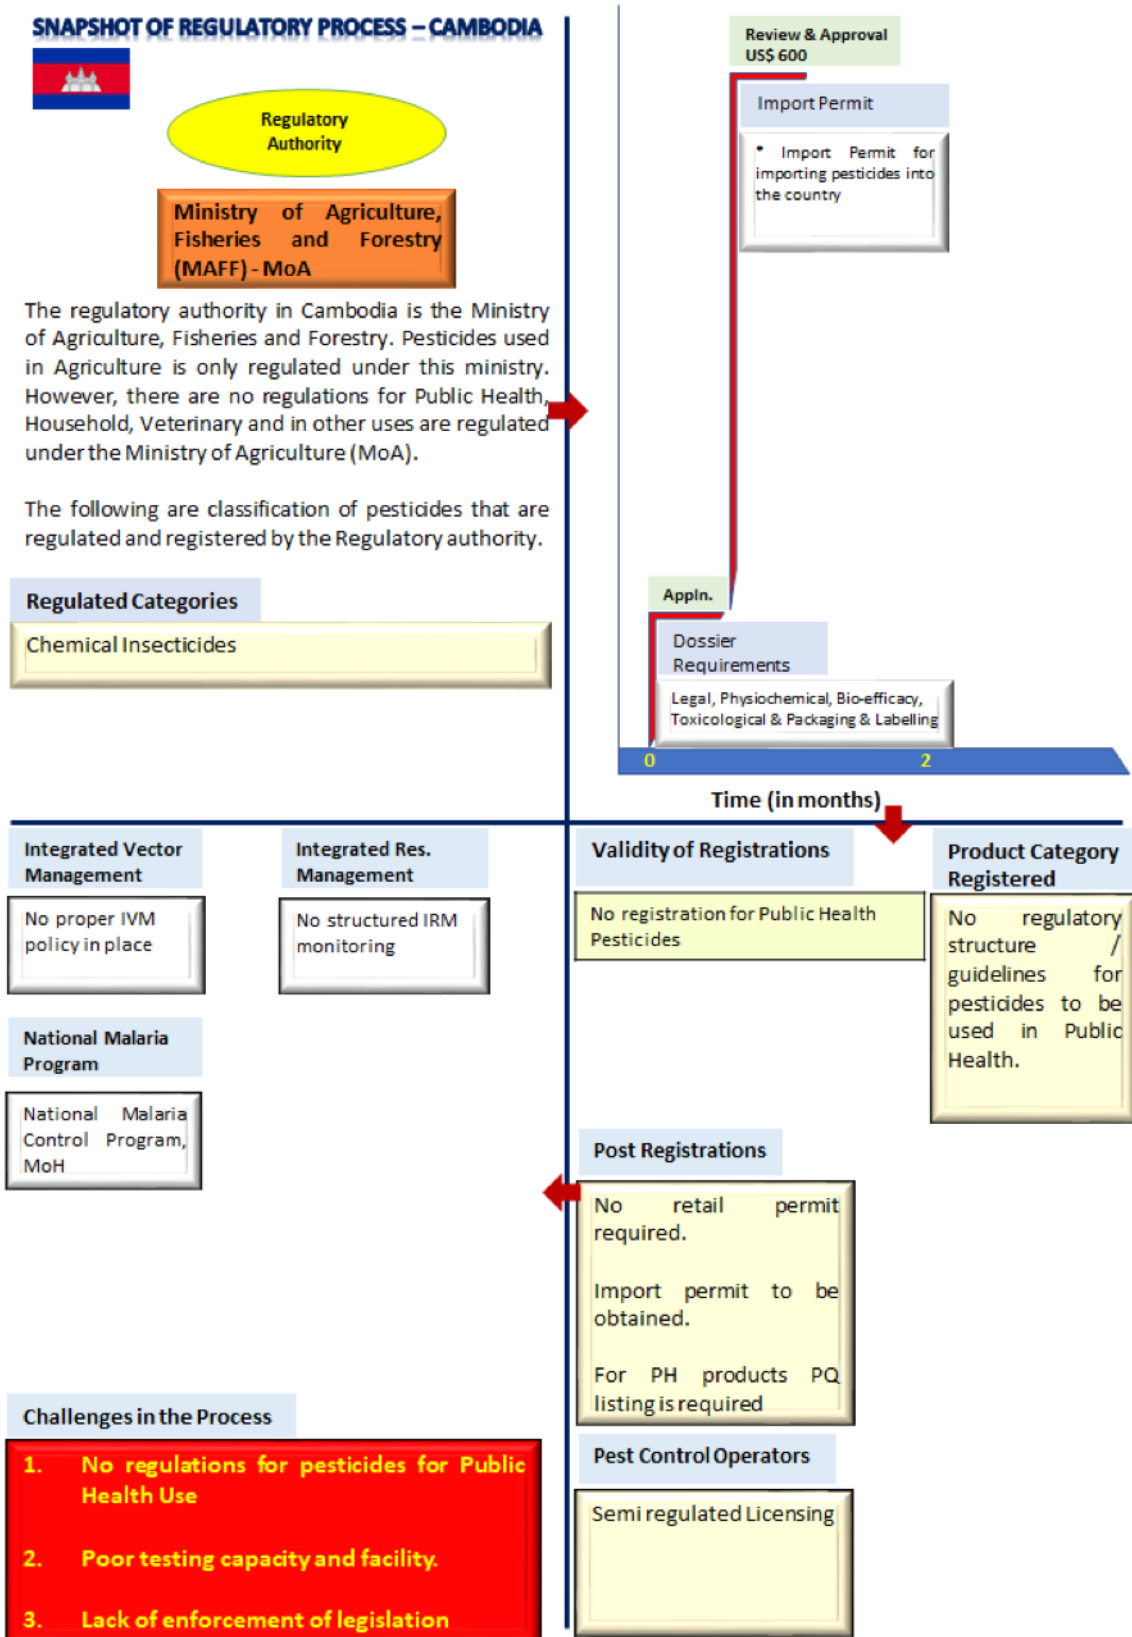 SNAPSHOT OF REGULATORY PROCESS – CAMBODIA
Regulatory
Authority
Ministry of Agriculture,
Fisheries and Forestry
(MAFF) - MoA
The regulatory authority in Cambodia is the Ministry
of Agriculture, Fisheries and Forestry. Pesticides used
in Agriculture is only regulated under this ministry.
However, there are no regulations for Public Health,
Household, Veterinary and in other uses are regulated
under the Ministry of Agriculture (MoA).
The following are classification of pesticides that are
regulated and registered by the Regulatory authority.
Regulated Categories
Chemical Insecticides
Review & Approval
US$ 600
Import Permit
* Import Permit for
importing pesticides into
the country
Appln.
Dossier
Requirements
Legal, Physiochemical, Bio-efficacy,
Toxicological & Packaging & Labelling
0 2
Time (in months)
Validity of Registrations
No registration for Public Health
Pesticides
Product Category
Registered
No regulatory
structure /
guidelines for
pesticides to be
used in Public
Health.
Post Registrations
No retail permit
required.
Import permit to be
obtained.
For PH products PQ
listing is required
Pest Control Operators
Semi regulated Licensing
Integrated Vector
Management
No proper IVM
policy in place
Integrated Res.
Management
No structured IRM
monitoring
National Malaria
Program
National Malaria
Control Program,
MoH
Challenges in the Process
1. No regulations for pesticides for Public
Health Use
2. Poor testing capacity and facility.
3. Lack of enforcement of legislation